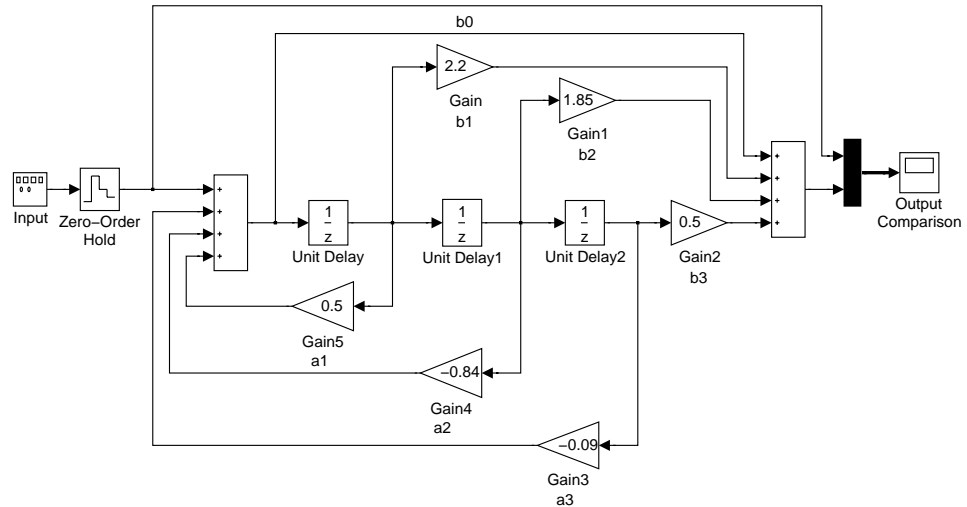 b0
2.2
Gain
b1
1.85
Gain1
b2
Input
Zero-Order
Hold
+
+
+
+
1
z
Unit Delay
1
z
Unit Delay1
1
z
Unit Delay2
0.5
Gain2
b3
+
+
+
+
Output
Comparison
0.5
Gain5
a1
-0.84
Gain4
a2
-0.09
Gain3
a3